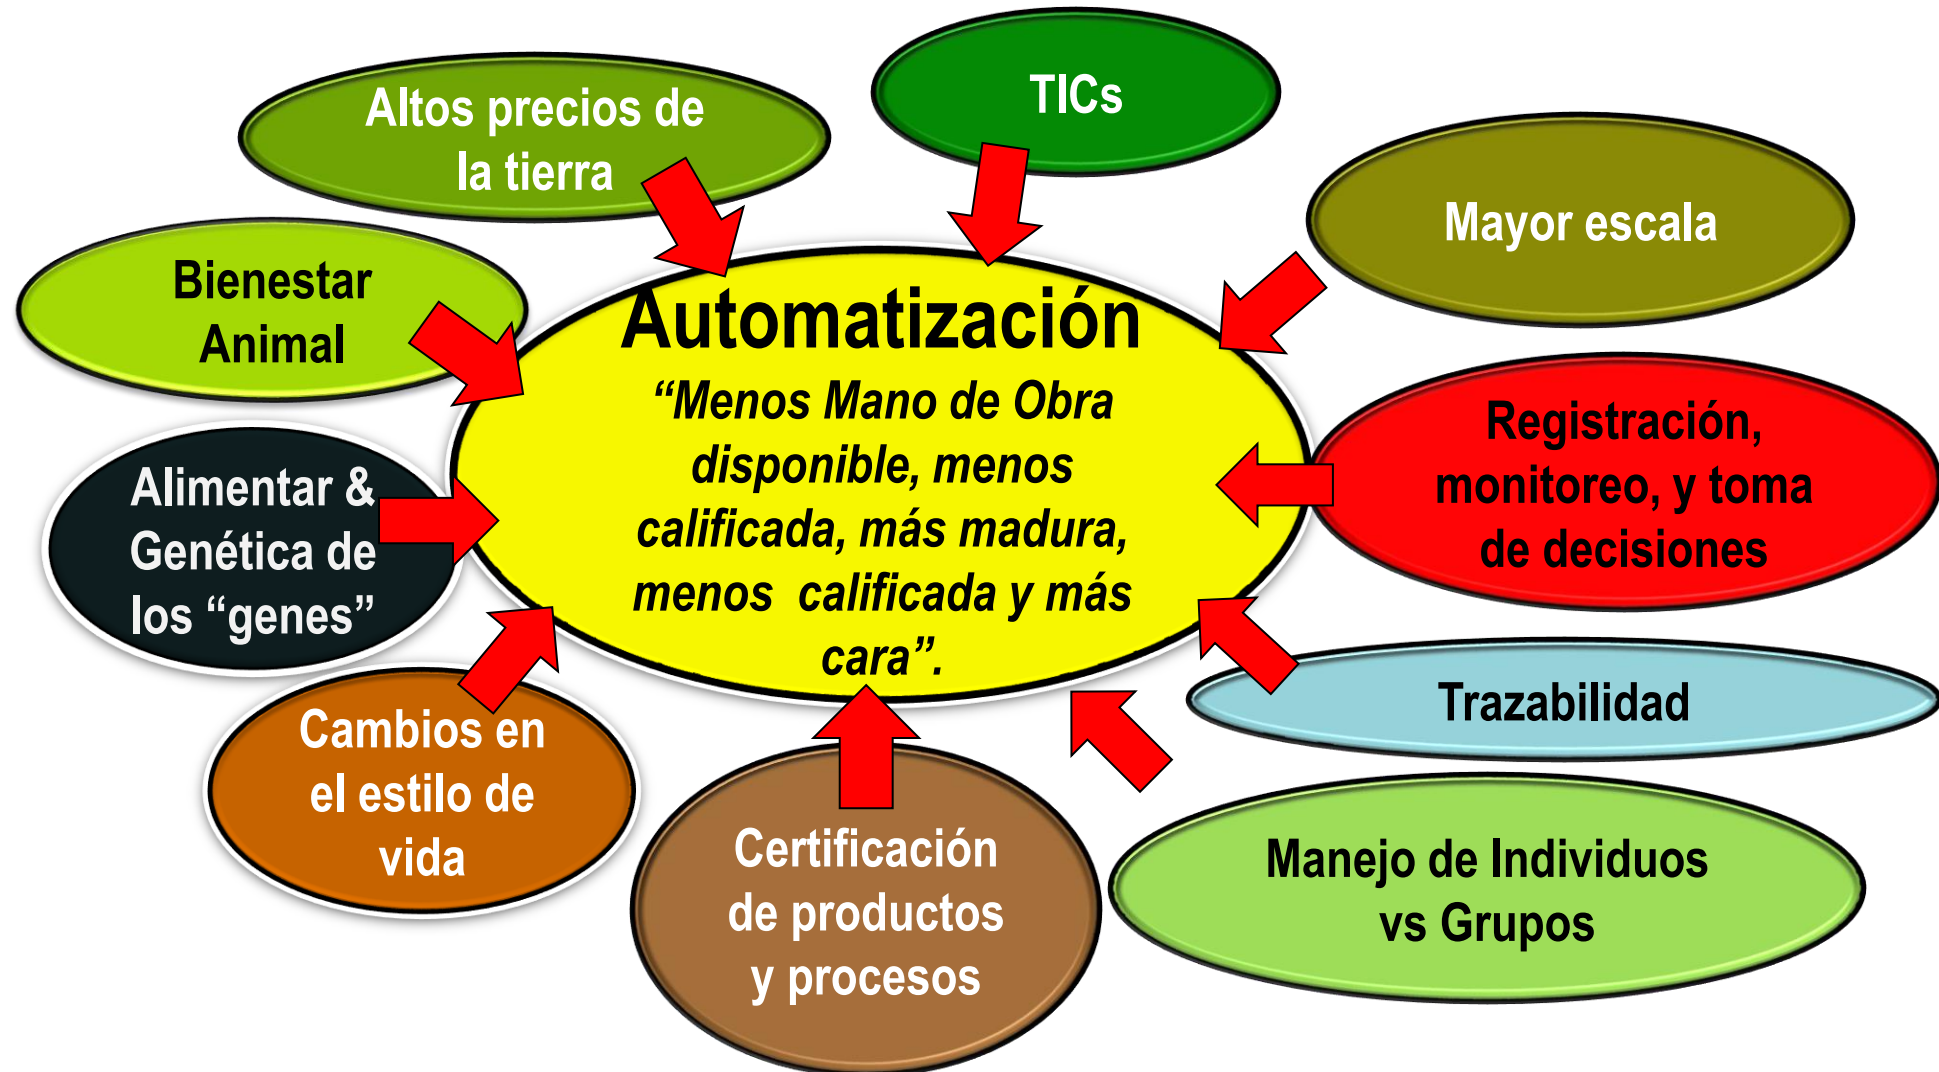 Altos precios de
la tierra
TICs
Mayor escala
Bienestar
Animal
Automatización
“Menos Mano de Obra
disponible, menos
calificada, más madura,
menos calificada y más
cara”.
Registración,
monitoreo, y toma
de decisiones
Alimentar &
Genética de
los “genes”
Trazabilidad
Cambios en
el estilo de
vida
Certificación
de productos
y procesos
Manejo de Individuos
vs Grupos